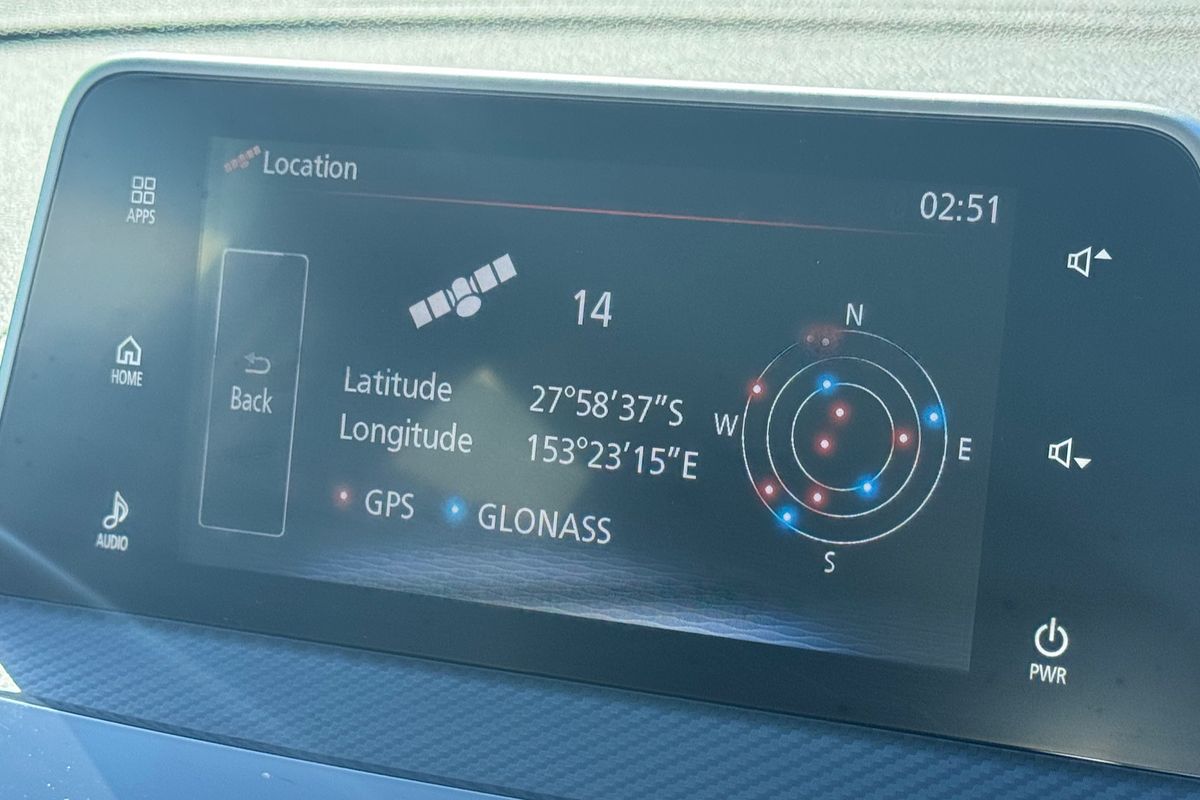 Location
02:51
APPS
14
N
Latitude 27°58'37"S
Longitude 153°23'15"E
W
E
S
HOME
Back
GPS
GLONASS
AUDIO
PWR